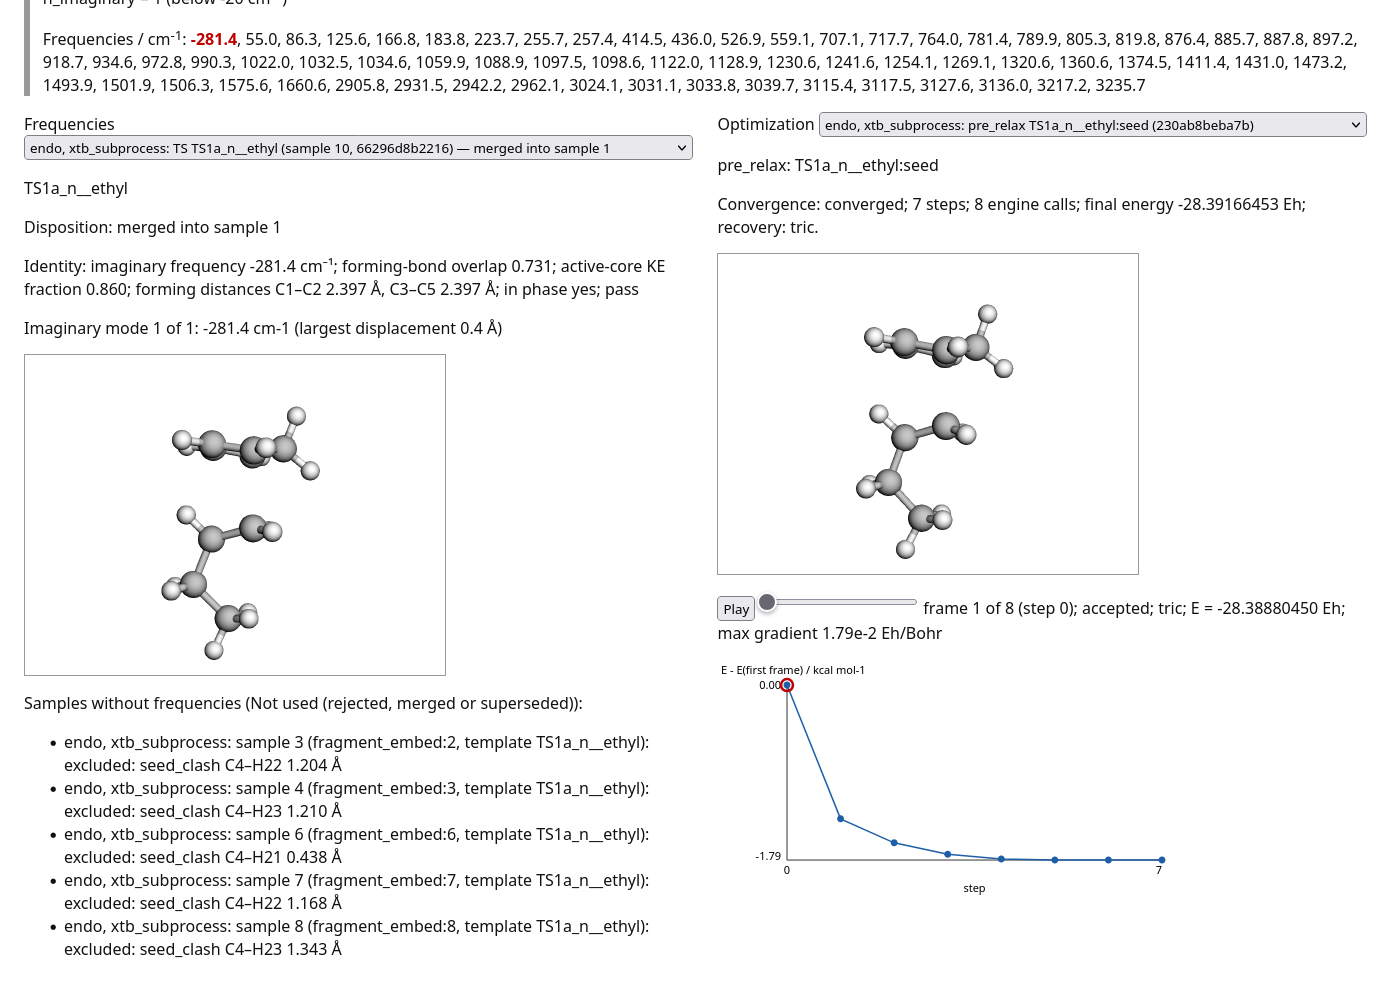 n_imaginary = 1 (below -20 cm⁻¹)
Frequencies / cm⁻¹: -281.4, 55.0, 86.3, 125.6, 166.8, 183.8, 223.7, 255.7, 257.4, 414.5, 436.0, 526.9, 559.1, 707.1, 717.7, 764.0, 781.4, 789.9, 805.3, 819.8, 876.4, 885.7, 887.8, 897.2,
918.7, 934.6, 972.8, 990.3, 1022.0, 1032.5, 1034.6, 1059.9, 1088.9, 1097.5, 1098.6, 1122.0, 1128.9, 1230.6, 1241.6, 1254.1, 1269.1, 1320.6, 1360.6, 1374.5, 1411.4, 1431.0, 1473.2,
1493.9, 1501.9, 1506.3, 1575.6, 1660.6, 2905.8, 2931.5, 2942.2, 2962.1, 3024.1, 3031.1, 3033.8, 3039.7, 3115.4, 3117.5, 3127.6, 3136.0, 3217.2, 3235.7
Frequencies
endo, xtb_subprocess: TS TS1a_n__ethyl (sample 10, 66296d8b2216) — merged into sample 1
TS1a_n__ethyl
Disposition: merged into sample 1
Identity: imaginary frequency -281.4 cm⁻¹; forming-bond overlap 0.731; active-core KE
fraction 0.860; forming distances C1–C2 2.397 Å, C3–C5 2.397 Å; in phase yes; pass
Imaginary mode 1 of 1: -281.4 cm-1 (largest displacement 0.4 Å)
Samples without frequencies (Not used (rejected, merged or superseded)):
• endo, xtb_subprocess: sample 3 (fragment_embed:2, template TS1a_n__ethyl):
excluded: seed_clash C4–H22 1.204 Å
• endo, xtb_subprocess: sample 4 (fragment_embed:3, template TS1a_n__ethyl):
excluded: seed_clash C4–H23 1.210 Å
• endo, xtb_subprocess: sample 6 (fragment_embed:6, template TS1a_n__ethyl):
excluded: seed_clash C4–H21 0.438 Å
• endo, xtb_subprocess: sample 7 (fragment_embed:7, template TS1a_n__ethyl):
excluded: seed_clash C4–H22 1.168 Å
• endo, xtb_subprocess: sample 8 (fragment_embed:8, template TS1a_n__ethyl):
excluded: seed_clash C4–H23 1.343 Å
Optimization endo, xtb_subprocess: pre_relax TS1a_n__ethyl:seed (230ab8beba7b)
pre_relax: TS1a_n__ethyl:seed
Convergence: converged; 7 steps; 8 engine calls; final energy -28.39166453 Eh;
recovery: tric.
Play frame 1 of 8 (step 0); accepted; tric; E = -28.38880450 Eh;
max gradient 1.79e-2 Eh/Bohr
E - E(first frame) / kcal mol-1
0.00
-1.79
0 7
step